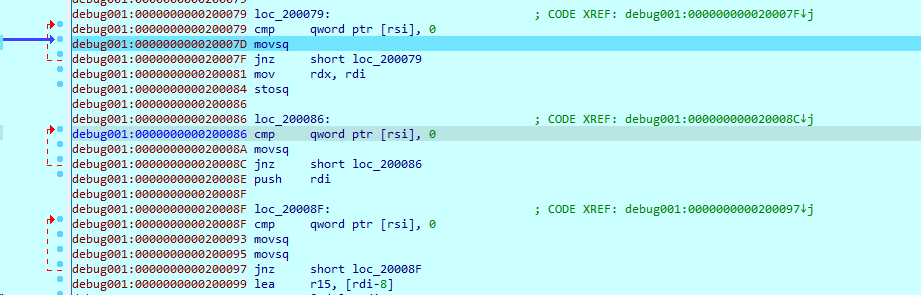 debug001:0000000000200079 loc_200079: ; CODE XREF: debug001:000000000020007F↓j
debug001:0000000000200079 cmp qword ptr [rsi], 0
debug001:000000000020007D movsq
debug001:000000000020007F jnz short loc_200079
debug001:0000000000200081 mov rdx, rdi
debug001:0000000000200084 stosq
debug001:0000000000200086
debug001:0000000000200086 loc_200086: ; CODE XREF: debug001:000000000020008C↓j
debug001:0000000000200086 cmp qword ptr [rsi], 0
debug001:000000000020008A movsq
debug001:000000000020008C jnz short loc_200086
debug001:000000000020008E push rdi
debug001:000000000020008F
debug001:000000000020008F loc_20008F: ; CODE XREF: debug001:0000000000200097↓j
debug001:000000000020008F cmp qword ptr [rsi], 0
debug001:0000000000200093 movsq
debug001:0000000000200095 movsq
debug001:0000000000200097 jnz short loc_20008F
debug001:0000000000200099 lea r15, [rdi-8]